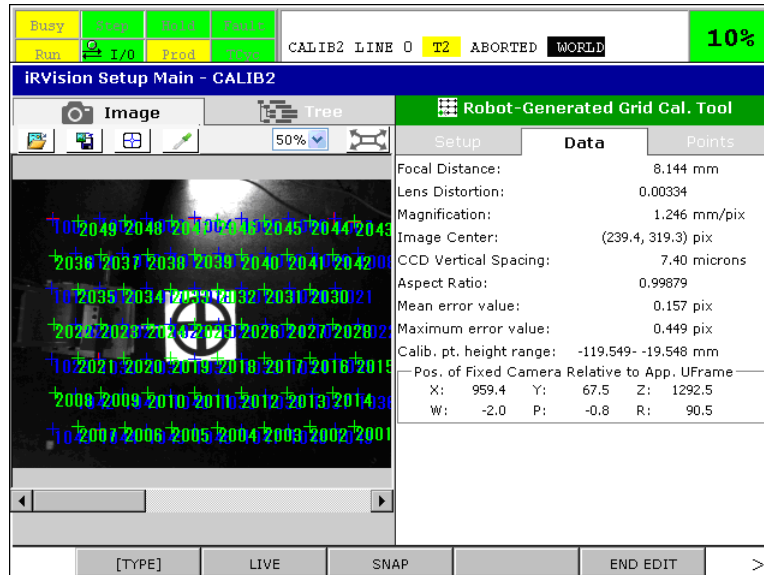 Busy Step Hold Fault
Run I/O Prod TCyc
CALIB2 LINE 0 T2 ABORTED WORLD
10%
iRVision Setup Main - CALIB2
Image Tree
50%
2049 2048 2046 2045 2044 2043
2036 2037 2038 2039 2040 2041 2042
2035 2034 2033 2032 2031 2030
2022 2023 2024 2025 2026 2027 2028
2021 2020 2019 2018 2017 2016 2015
2008 2009 2010 2011 2012 2013 2014
2007 2006 2005 2004 2003 2002 2001
Robot-Generated Grid Cal. Tool
Setup Data Points
Focal Distance: 8.144 mm
Lens Distortion: 0.00334
Magnification: 1.246 mm/pix
Image Center: (239.4, 319.3) pix
CCD Vertical Spacing: 7.40 microns
Aspect Ratio: 0.99879
Mean error value: 0.157 pix
Maximum error value: 0.449 pix
Calib. pt. height range: -119.549- -19.548 mm
Pos. of Fixed Camera Relative to App. UFrame
X: 959.4 Y: 67.5 Z: 1292.5
W: -2.0 P: -0.8 R: 90.5
[TYPE] LIVE SNAP END EDIT >